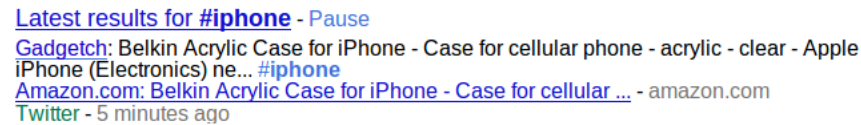 Latest results for #iphone - Pause
Gadgetch: Belkin Acrylic Case for iPhone - Case for cellular phone - acrylic - clear - Apple
iPhone (Electronics) ne... #iphone
Amazon.com: Belkin Acrylic Case for iPhone - Case for cellular ... - amazon.com
Twitter - 5 minutes ago